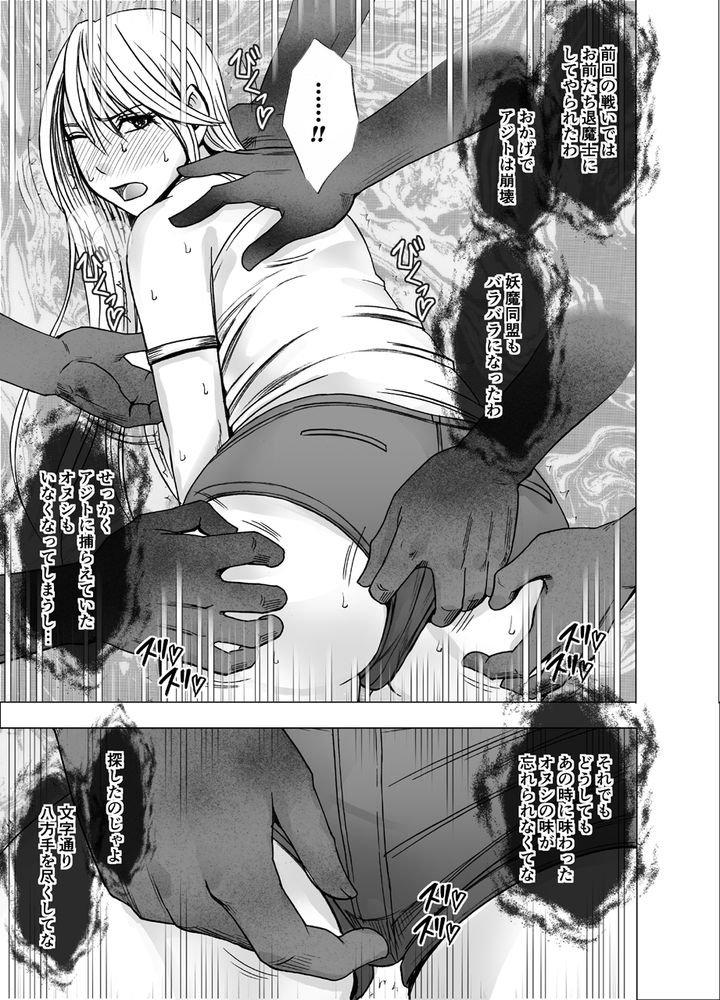 前回の戦いでは
お前たち退魔士に
してやられたわ
おかげで
アジトは崩壊
……!!
びくっ♡
びくっ♡
妖魔同盟も
バラバラになったわ
びくっ♡
びくっ♡
せっかく
アジトに捕らえていた
オヌシも
いなくなってしまうし…
ズリ♡
ズリ♡
ズリ♡
ズリ♡
それでも
どうしても
あの時に味わった
オヌシの味が
忘れられなくてな
探したのじゃよ
文字通り
八方手を尽くしてな
ズリ♡
ズリ♡